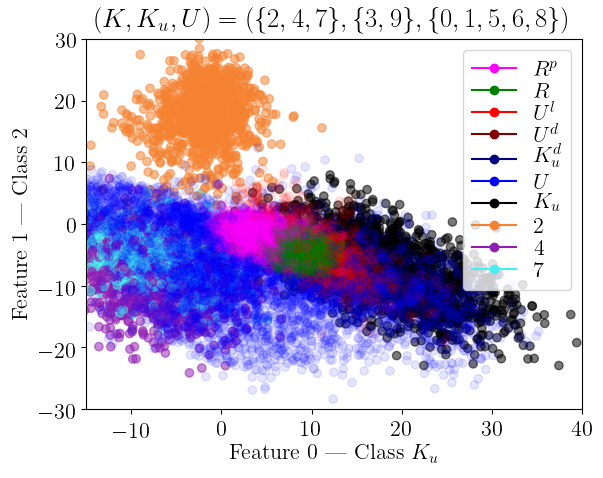 (K, K_u, U) = ({2, 4, 7}, {3, 9}, {0, 1, 5, 6, 8})
30
20
10
0
−10
−20
−30
Feature 1 — Class 2
R^p
R
U^l
U^d
K_u^d
U
K_u
2
4
7
−10
0
10
20
30
40
Feature 0 — Class K_u